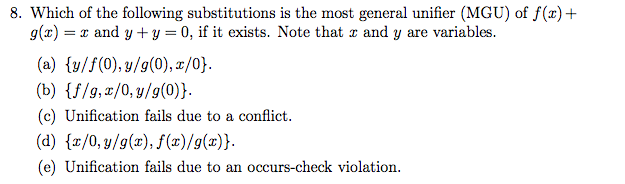 8. Which of the following substitutions is the most general unifier (MGU) of f(x)+
g(x) = x and y + y = 0, if it exists. Note that x and y are variables.
(a) {y/f(0), y/g(0), x/0}.
(b) {f/g, x/0, y/g(0)}.
(c) Unification fails due to a conflict.
(d) {x/0, y/g(x), f(x)/g(x)}.
(e) Unification fails due to an occurs-check violation.